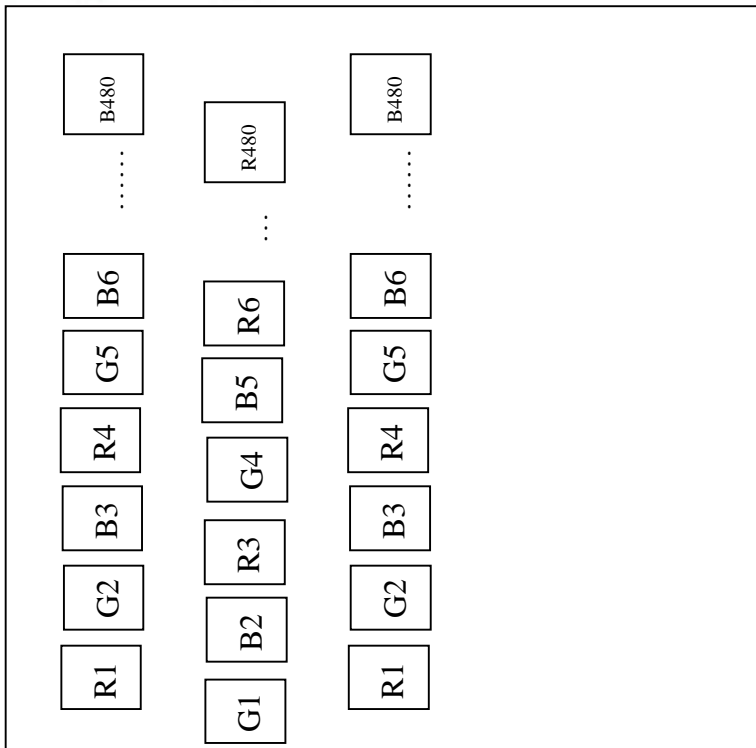 R1 G2 B3 R4 G5 B6 ...... B480
G1 B2 R3 G4 B5 R6 ... R480
R1 G2 B3 R4 G5 B6 ...... B480